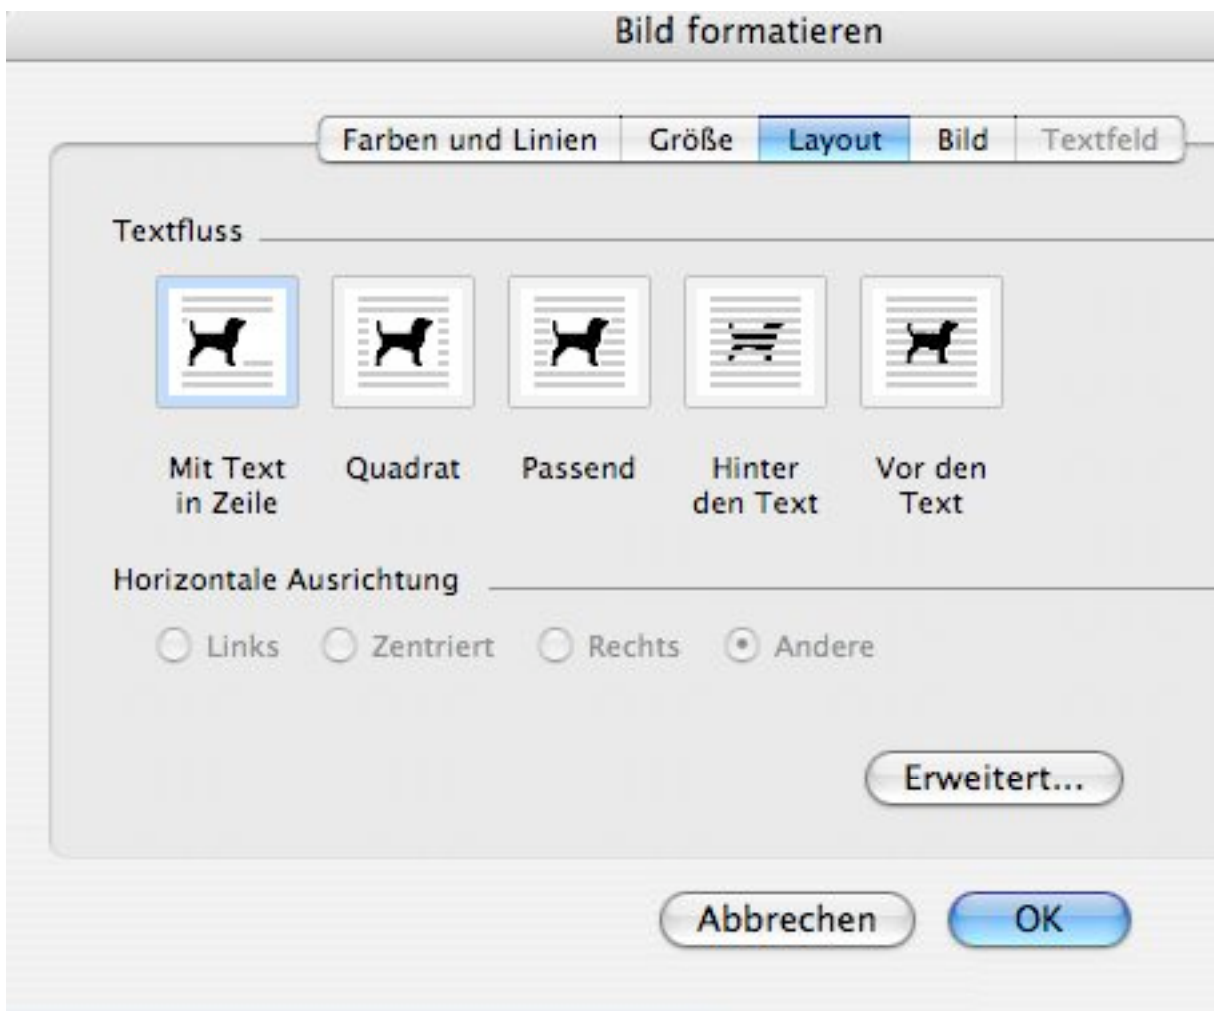 Bild formatieren
Farben und Linien Größe Layout Bild Textfeld
Textfluss
Mit Text Quadrat Passend Hinter Vor den
in Zeile den Text Text
Horizontale Ausrichtung
Links Zentriert Rechts Andere
Erweitert...
Abbrechen OK